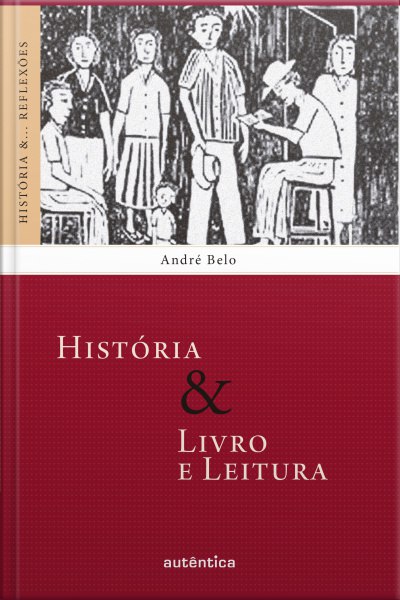 HISTÓRIA &... REFLEXÕES
André Belo
HISTÓRIA
&
LIVRO
E LEITURA
autêntica